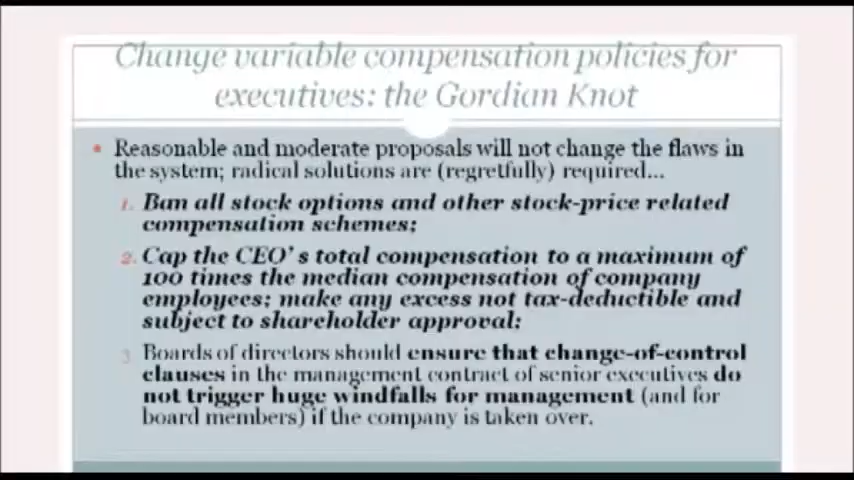 Change variable compensation policies for
executives: the Gordian Knot
• Reasonable and moderate proposals will not change the flaws in
the system; radical solutions are (regretfully) required...
1. Ban all stock options and other stock-price related
compensation schemes;
2. Cap the CEO's total compensation to a maximum of
100 times the median compensation of company
employees; make any excess not tax-deductible and
subject to shareholder approval;
3 Boards of directors should ensure that change-of-control
clauses in the management contract of senior executives do
not trigger huge windfalls for management (and for
board members) if the company is taken over.